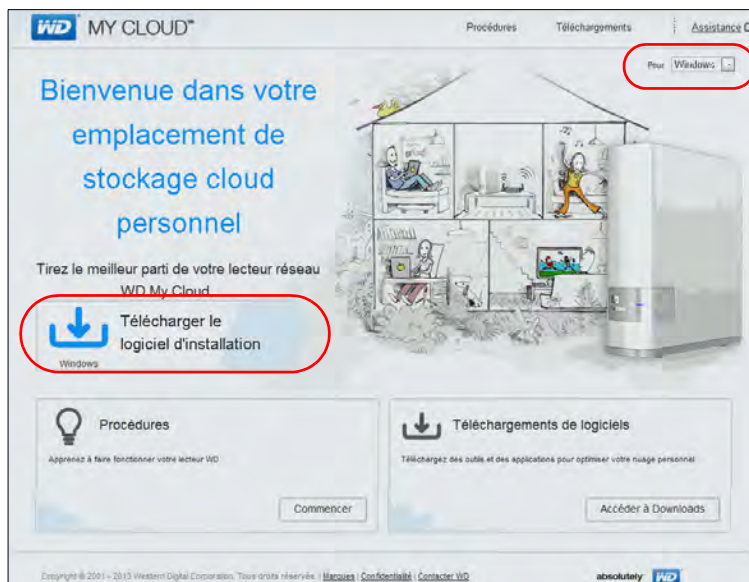 WD MY CLOUD™
Procédures Téléchargements Assistance
Pour Windows
Bienvenue dans votre
emplacement de
stockage cloud
personnel
Tirez le meilleur parti de votre lecteur réseau
WD My Cloud
Télécharger le
logiciel d'installation
Windows
Procédures
Apprenez à faire fonctionner votre lecteur WD
Commencer
Téléchargements de logiciels
Téléchargez des outils et des applications pour optimiser votre nuage personnel
Accéder à Downloads
Copyright © 2001 - 2013 Western Digital Corporation. Tous droits réservés. | Marques | Confidentialité | Contacter WD
absolutely WD